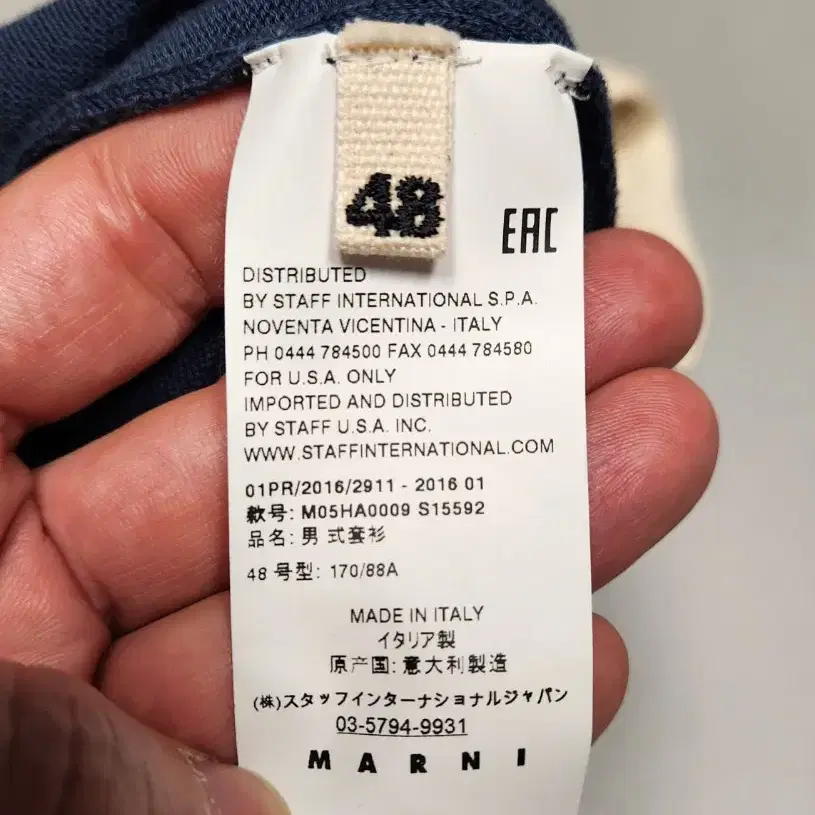 48
EAC
DISTRIBUTED
BY STAFF INTERNATIONAL S.P.A.
NOVENTA VICENTINA - ITALY
PH 0444 784500 FAX 0444 784580
FOR U.S.A. ONLY
IMPORTED AND DISTRIBUTED
BY STAFF U.S.A. INC.
WWW.STAFFINTERNATIONAL.COM
01PR/2016/2911 - 2016 01
款号: M05HA0009 S15592
品名: 男 式套衫
48 号型: 170/88A
MADE IN ITALY
イタリア製
原产国: 意大利製造
(株)スタッフインターナショナルジャパン
03-5794-9931
MARNI